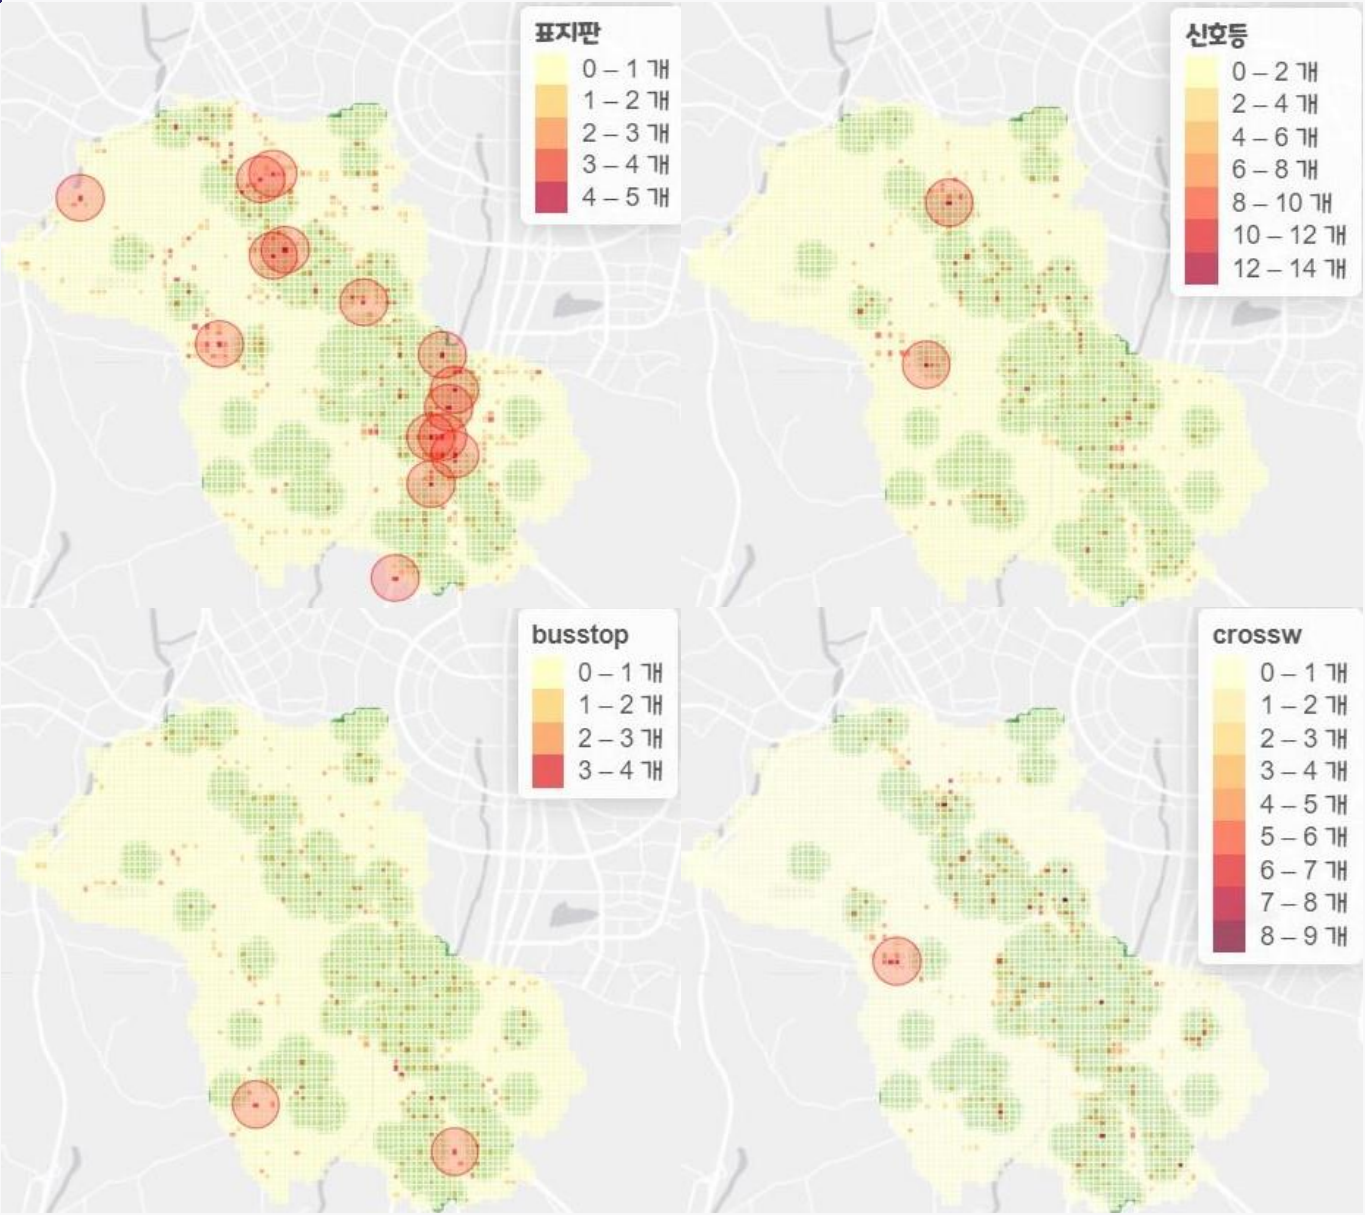 표지판
0 – 1 개
1 – 2 개
2 – 3 개
3 – 4 개
4 – 5 개
신호등
0 – 2 개
2 – 4 개
4 – 6 개
6 – 8 개
8 – 10 개
10 – 12 개
12 – 14 개
busstop
0 – 1 개
1 – 2 개
2 – 3 개
3 – 4 개
crossw
0 – 1 개
1 – 2 개
2 – 3 개
3 – 4 개
4 – 5 개
5 – 6 개
6 – 7 개
7 – 8 개
8 – 9 개